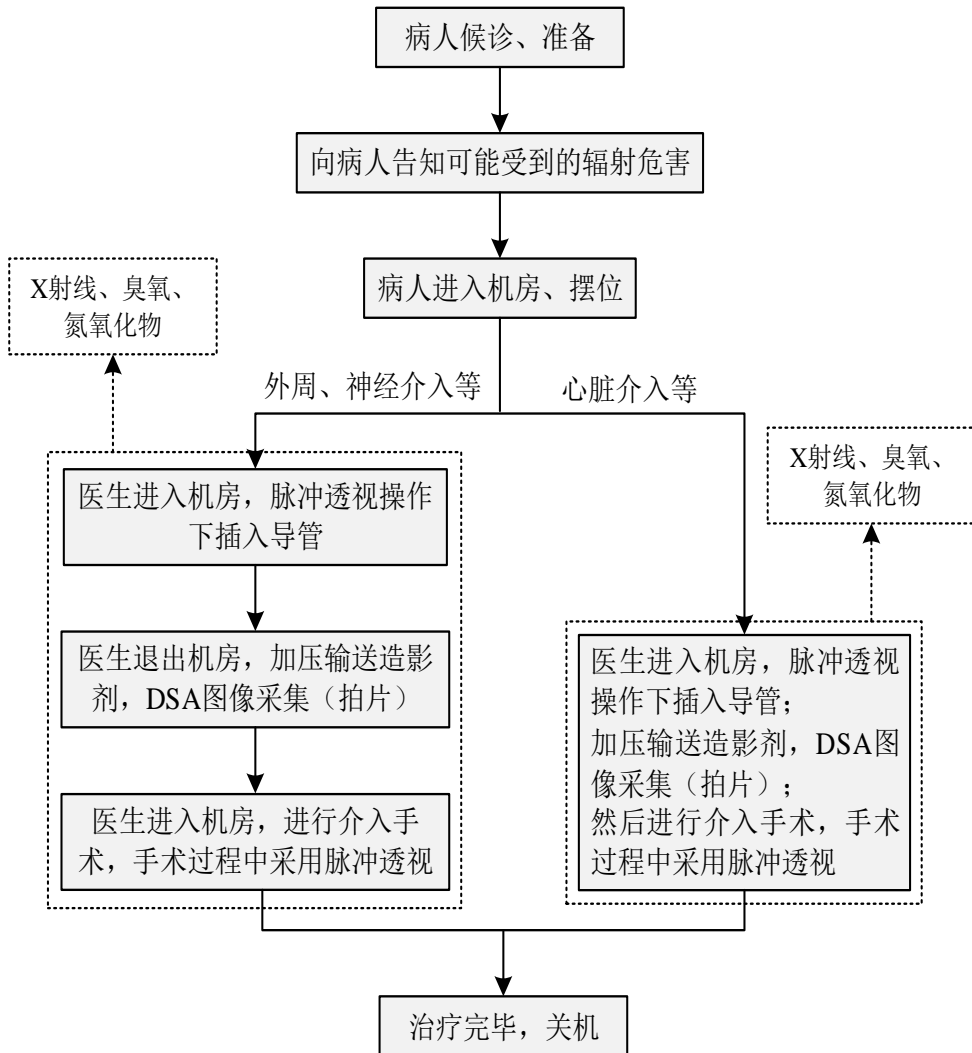 病人候诊、准备
向病人告知可能受到的辐射危害
病人进入机房、摆位
X射线、臭氧、
氮氧化物
外周、神经介入等
心脏介入等
医生进入机房，脉冲透视操作
下插入导管
医生退出机房，加压输送造影
剂，DSA图像采集（拍片）
医生进入机房，进行介入手
术，手术过程中采用脉冲透视
X射线、臭氧、
氮氧化物
医生进入机房，脉冲透视
操作下插入导管；
加压输送造影剂，DSA图
像采集（拍片）；
然后进行介入手术，手术
过程中采用脉冲透视
治疗完毕，关机